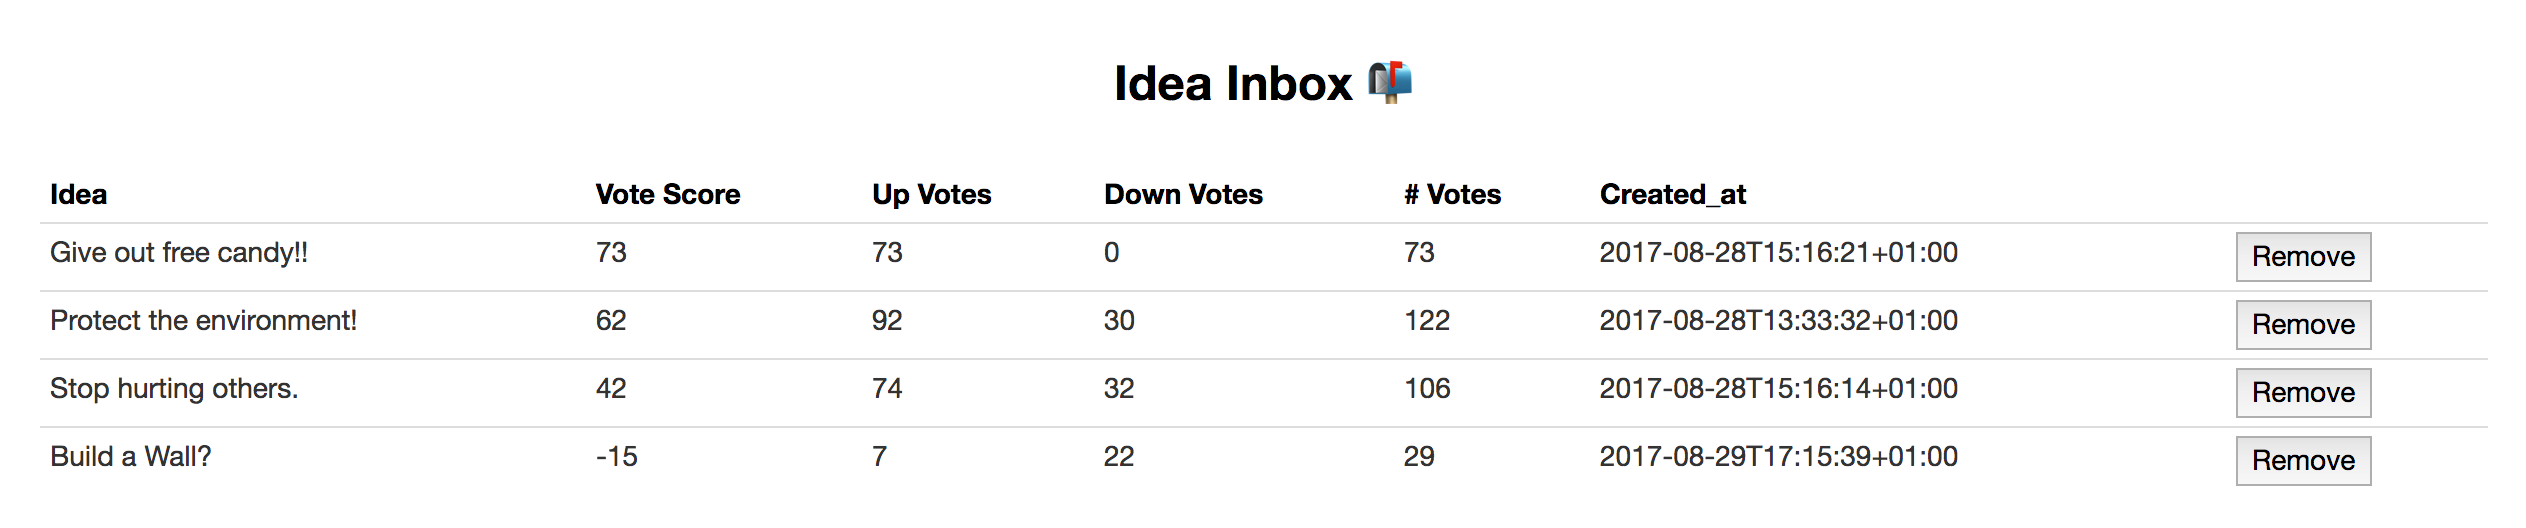 Idea Inbox 📬
Idea Vote Score Up Votes Down Votes # Votes Created_at
Give out free candy!! 73 73 0 73 2017-08-28T15:16:21+01:00 Remove
Protect the environment! 62 92 30 122 2017-08-28T13:33:32+01:00 Remove
Stop hurting others. 42 74 32 106 2017-08-28T15:16:14+01:00 Remove
Build a Wall? -15 7 22 29 2017-08-29T17:15:39+01:00 Remove